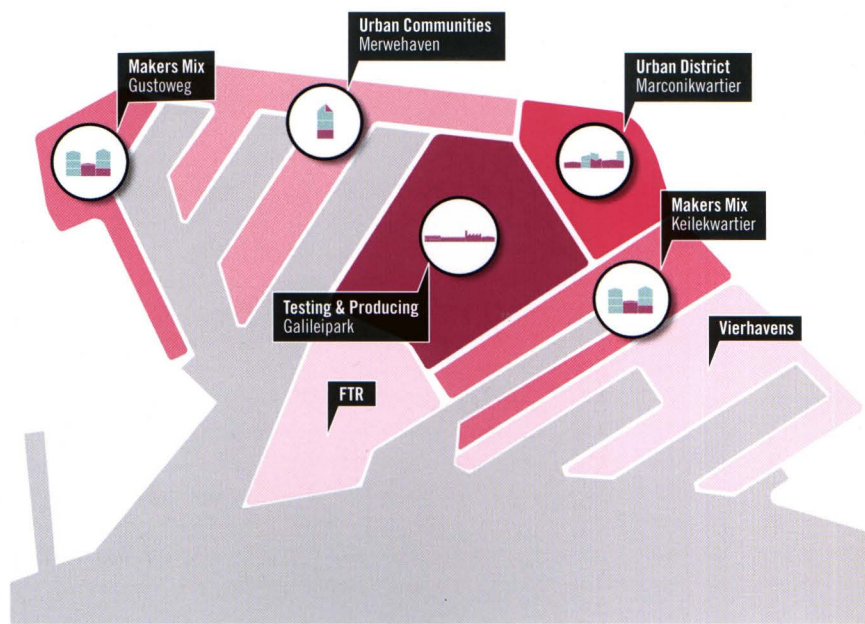 Urban Communities
Merwehaven
Makers Mix
Gustoweg
Urban District
Marconikwartier
Makers Mix
Keilekwartier
Testing & Producing
Galileipark
Vierhavens
FTR